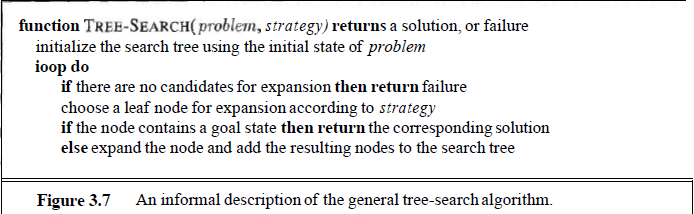 function TREE-SEARCH(problem, strategy) returns a solution, or failure
initialize the search tree using the initial state of problem
ioop do
if there are no candidates for expansion then return failure
choose a leaf node for expansion according to strategy
if the node contains a goal state then return the corresponding solution
else expand the node and add the resulting nodes to the search tree
Figure 3.7 An informal description of the general tree-search algorithm.